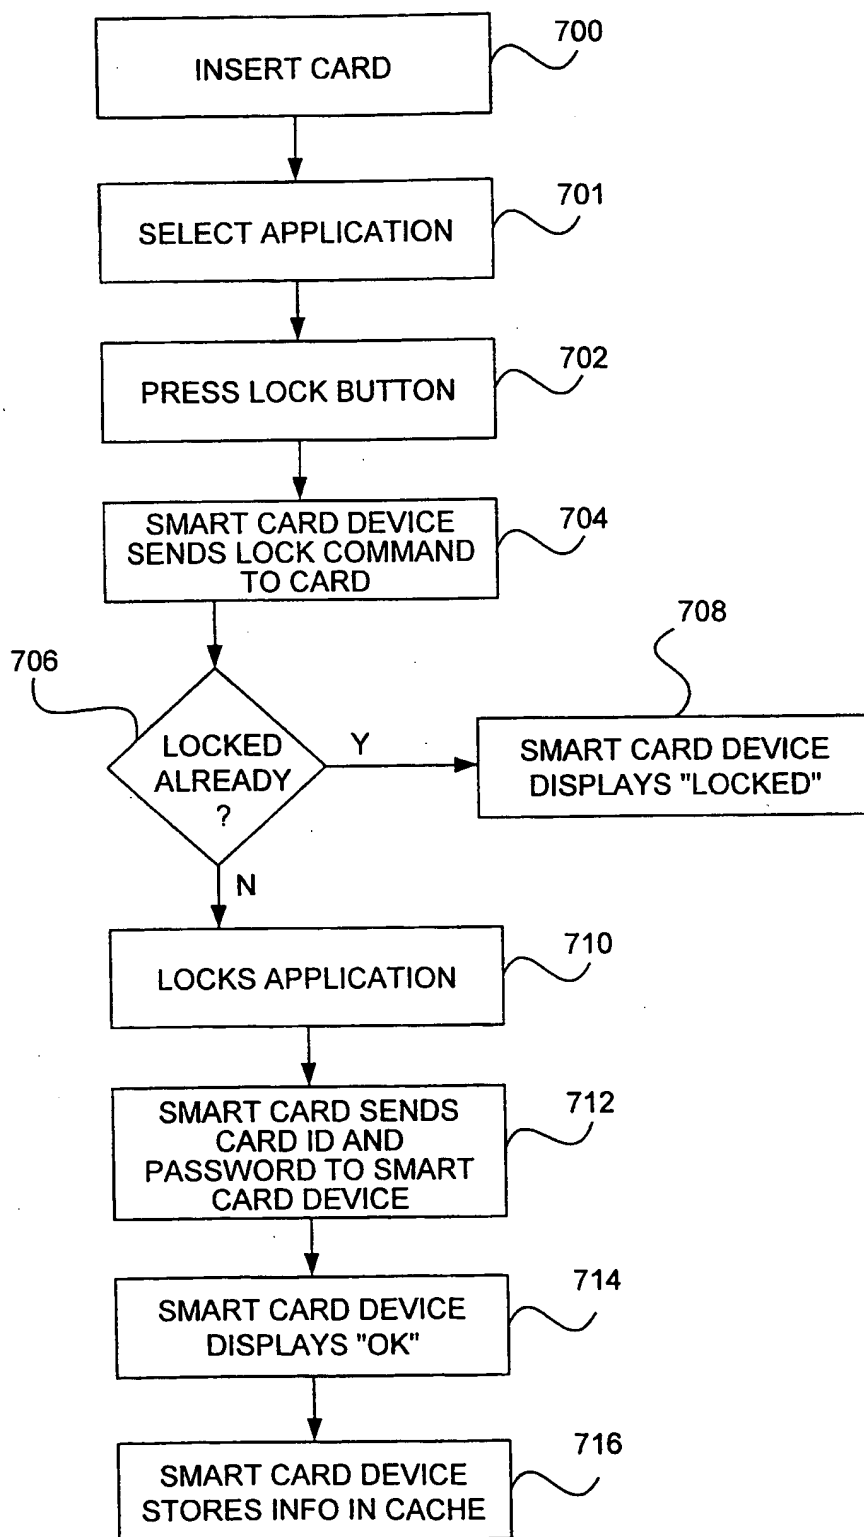 INSERT CARD
700
SELECT APPLICATION
701
PRESS LOCK BUTTON
702
SMART CARD DEVICE
SENDS LOCK COMMAND
TO CARD
704
706
LOCKED
ALREADY
?
Y
708
SMART CARD DEVICE
DISPLAYS "LOCKED"
N
LOCKS APPLICATION
710
SMART CARD SENDS
CARD ID AND
PASSWORD TO SMART
CARD DEVICE
712
SMART CARD DEVICE
DISPLAYS "OK"
714
SMART CARD DEVICE
STORES INFO IN CACHE
716